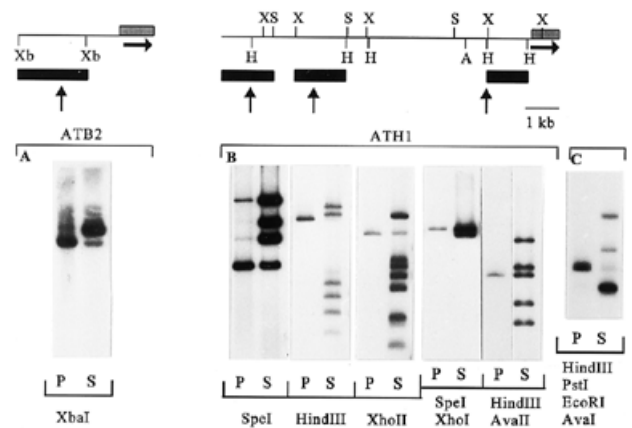 XS X S X S X X
Xb Xb H H H A H H
1 kb
ATB2 ATH1
A B C
P S P S P S P S P S P S P S
XbaI SpeI HindIII XhoII SpeI XhoI HindIII AvaII HindIII PstI EcoRI AvaI